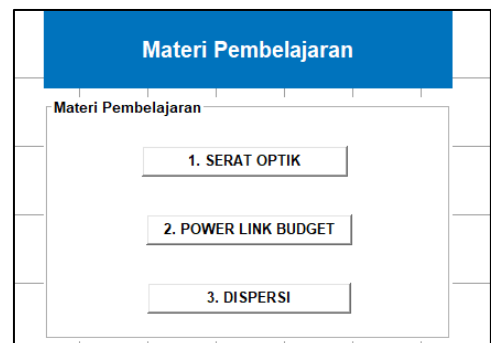 Materi Pembelajaran
Materi Pembelajaran
1. SERAT OPTIK
2. POWER LINK BUDGET
3. DISPERSI